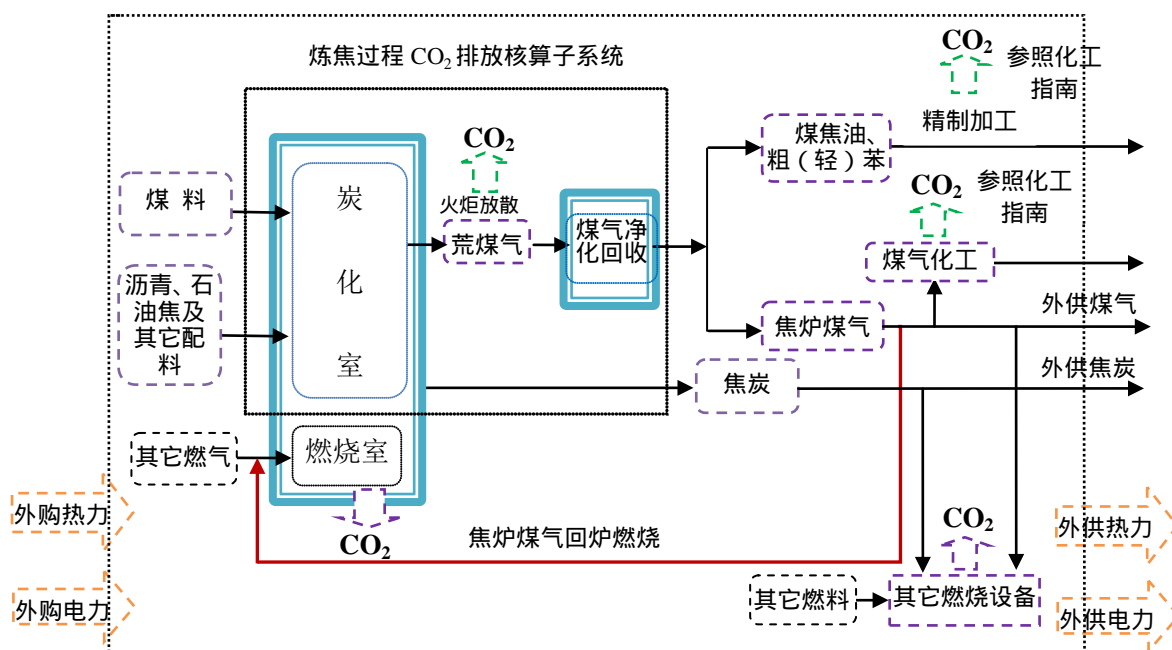 炼焦过程 CO₂ 排放核算子系统
CO₂
参照化工
指南
精制加工
煤焦油、
粗（轻）苯
CO₂
火炬放散
荒煤气
煤气净
化回收
煤 料
炭
化
室
沥青、石
油焦及
其它配
料
CO₂
参照化工
指南
煤气化工
外供煤气
焦炉煤气
外供焦炭
焦炭
其它燃气
燃烧室
CO₂
焦炉煤气回炉燃烧
外购热力
外购电力
CO₂
其它燃料
其它燃烧设备
外供热力
外供电力